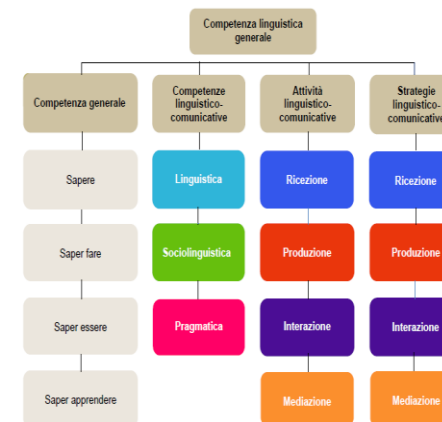 Competenza linguistica
generale
Competenza generale
Competenze
linguistico-
comunicative
Attività
linguistico-
comunicative
Strategie
linguistico-
comunicative
Sapere
Linguistica
Ricezione
Ricezione
Saper fare
Sociolinguistica
Produzione
Produzione
Saper essere
Pragmatica
Interazione
Interazione
Saper apprendere
Mediazione
Mediazione